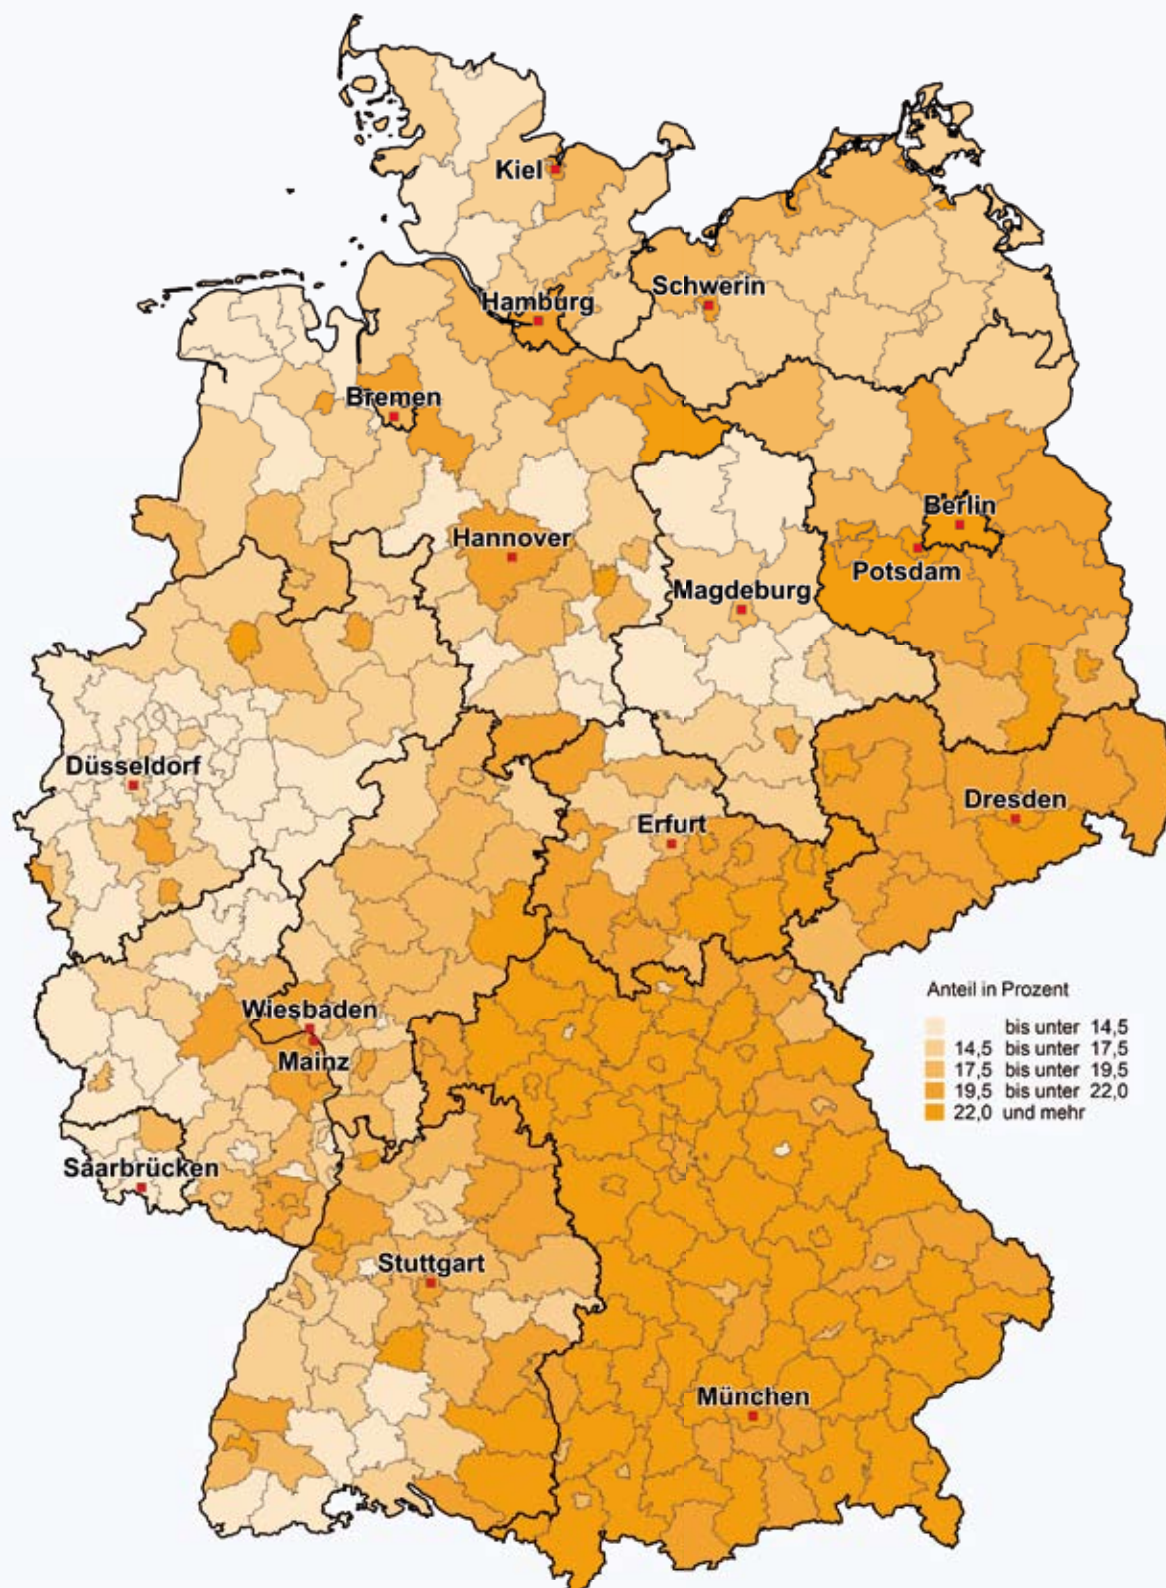 Kiel
Hamburg
Schwerin
Bremen
Berlin
Hannover
Potsdam
Magdeburg
Düsseldorf
Dresden
Erfurt
Wiesbaden
Mainz
Saarbrücken
Stuttgart
München
Anteil in Prozent
bis unter 14,5
14,5 bis unter 17,5
17,5 bis unter 19,5
19,5 bis unter 22,0
22,0 und mehr